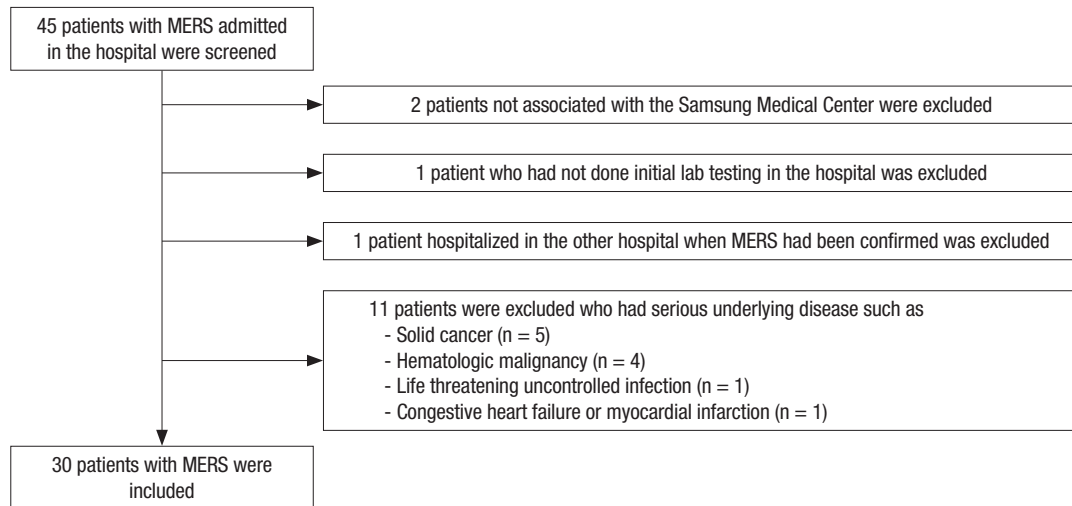 45 patients with MERS admitted
in the hospital were screened
2 patients not associated with the Samsung Medical Center were excluded
1 patient who had not done initial lab testing in the hospital was excluded
1 patient hospitalized in the other hospital when MERS had been confirmed was excluded
11 patients were excluded who had serious underlying disease such as
- Solid cancer (n = 5)
- Hematologic malignancy (n = 4)
- Life threatening uncontrolled infection (n = 1)
- Congestive heart failure or myocardial infarction (n = 1)
30 patients with MERS were
included